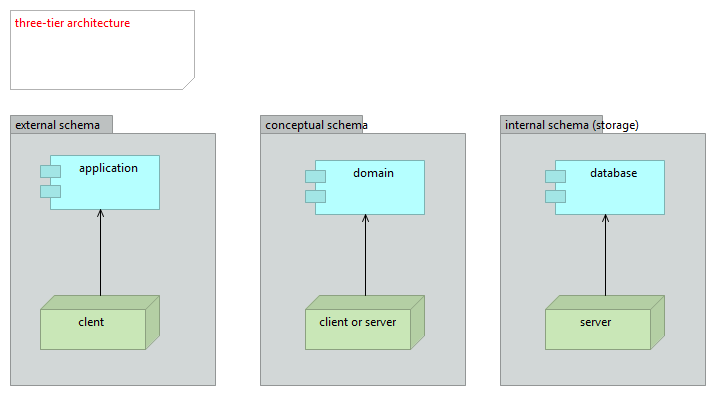 three-tier architecture
external schema
application
clent
conceptual schema
domain
client or server
internal schema (storage)
database
server